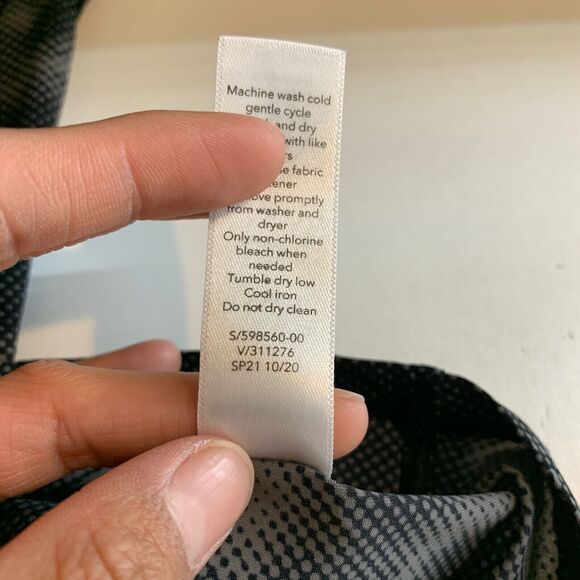 Machine wash cold
gentle cycle
and dry
with like
fabric
promptly
from washer and
dryer
Only non-chlorine
bleach when
needed
Tumble dry low
Cool iron
Do not dry clean
S/598560-00
V/311276
SP21 10/20